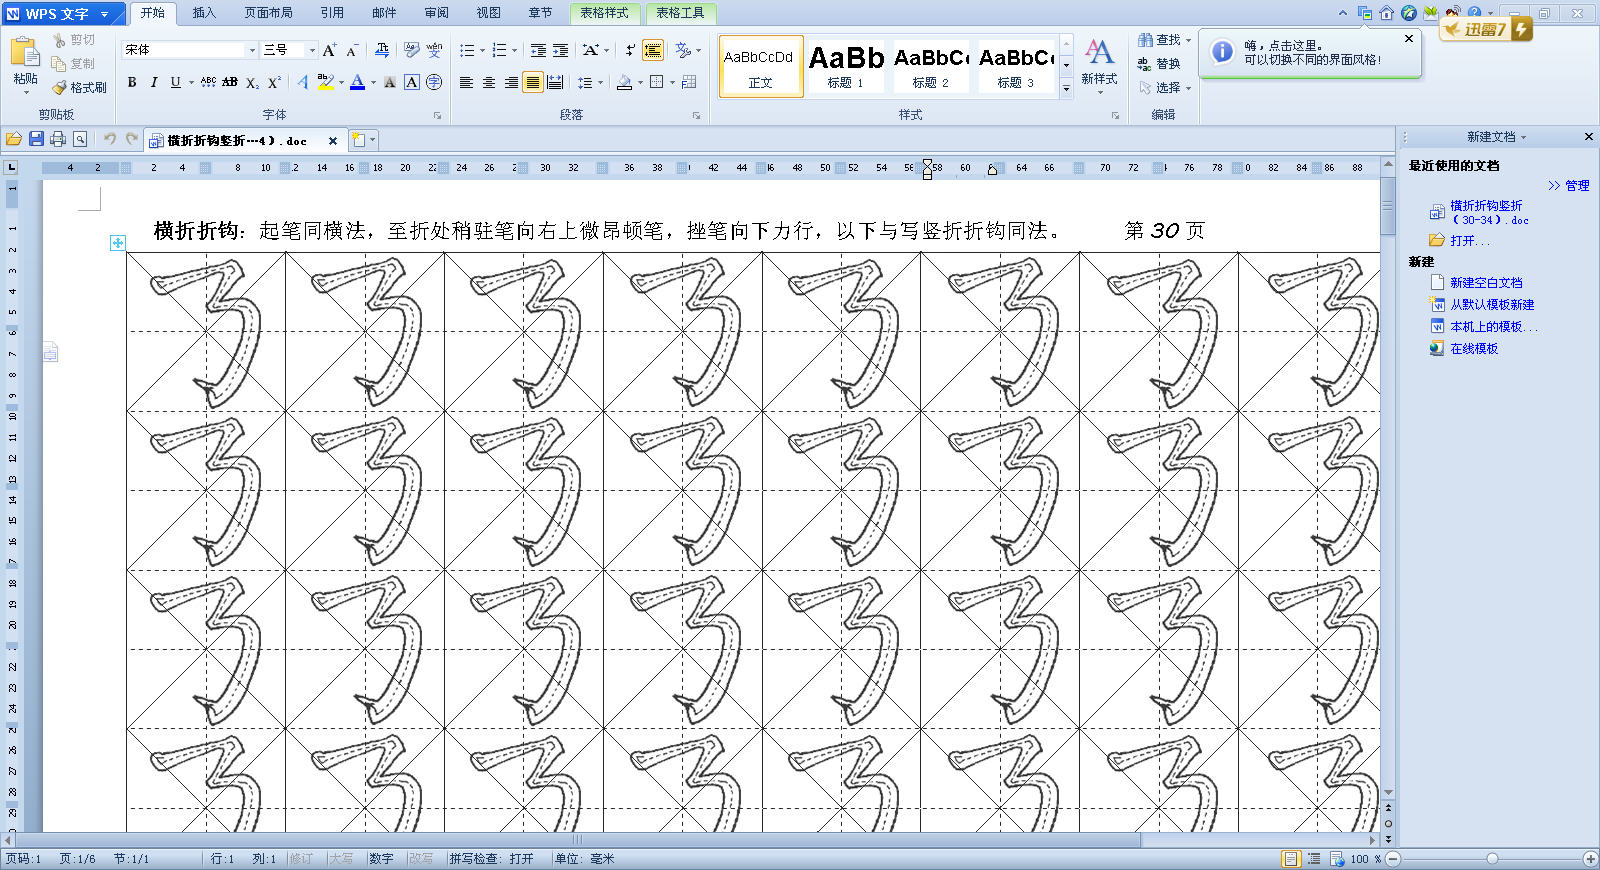 WPS 文字
开始 插入 页面布局 引用 邮件 审阅 视图 章节 表格样式 表格工具
迅雷7
粘贴
剪切
复制
格式刷
剪贴板
宋体 三号
字体
段落
AaBbCcDd
正文
AaBb
标题 1
AaBbC
标题 2
AaBbC
标题 3
样式
新样式
查找
替换
选择
编辑
嗨，点击这里。
可以切换不同的界面风格!
横折折钩竖折…4）.doc
横折折钩：起笔同横法，至折处稍驻笔向右上微昂顿笔，挫笔向下力行，以下与写竖折折钩同法。 第 30 页
新建文档
最近使用的文档
>> 管理
横折折钩竖折
（30-34）.doc
打开...
新建
新建空白文档
从默认模板新建
本机上的模板...
在线模板
页码:1 页:1/6 节:1/1 行:1 列:1 修订 大写 数字 改写 拼写检查: 打开 单位: 毫米 100 %